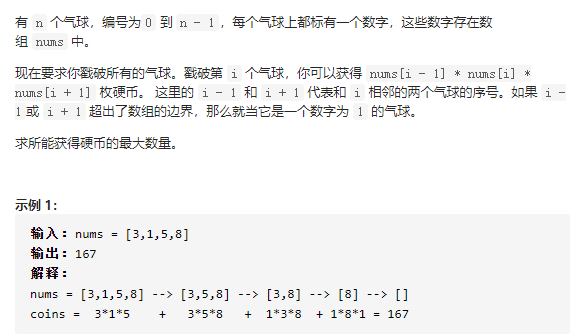 有 n 个气球，编号为0 到 n - 1，每个气球上都标有一个数字，这些数字存在数
组 nums 中。
现在要求你戳破所有的气球。戳破第 i 个气球，你可以获得 nums[i - 1] * nums[i] *
nums[i + 1] 枚硬币。 这里的 i - 1 和 i + 1 代表和 i 相邻的两个气球的序号。如果 i -
1或 i + 1 超出了数组的边界，那么就当它是一个数字为 1 的气球。
求所能获得硬币的最大数量。
示例 1：
输入：nums = [3,1,5,8]
输出：167
解释：
nums = [3,1,5,8] --> [3,5,8] --> [3,8] --> [8] --> []
coins = 3*1*5 + 3*5*8 + 1*3*8 + 1*8*1 = 167